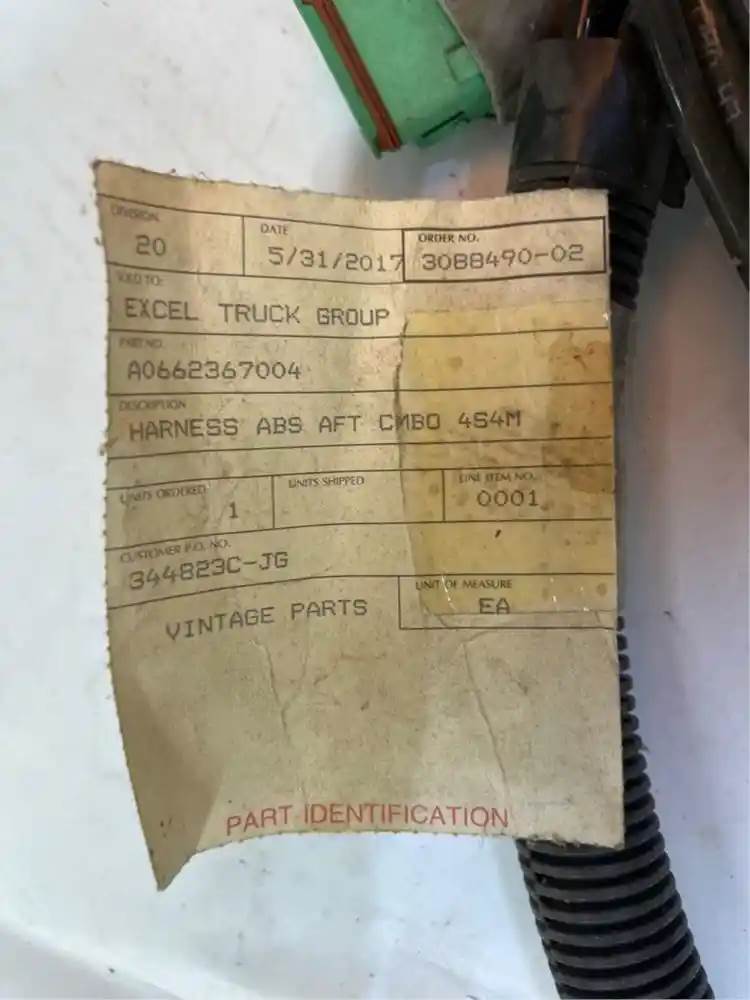 DIVISION
20
DATE
5/31/2017
ORDER NO.
3088490-02
TO:
EXCEL TRUCK GROUP
PART NO.
A0662367004
DESCRIPTION
HARNESS ABS AFT CMBO 4S4M
UNITS ORDERED
1
UNITS SHIPPED
LINE ITEM NO.
0001
CUSTOMER P.O. NO.
344823C-JG
UNIT OF MEASURE
EA
VINTAGE PARTS
PART IDENTIFICATION